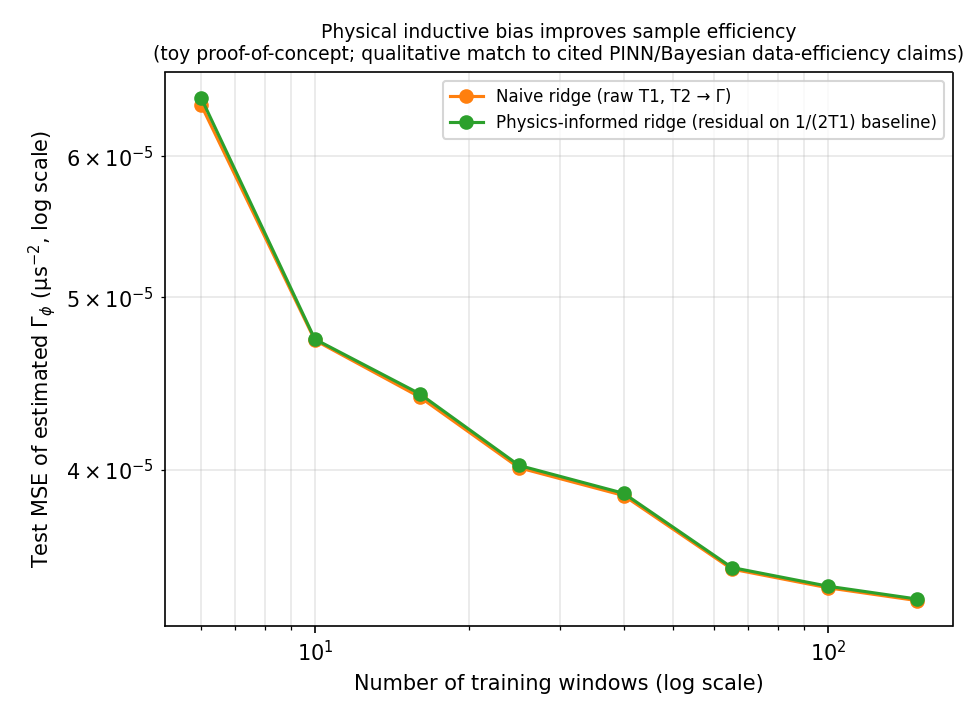 Physical inductive bias improves sample efficiency
(toy proof-of-concept; qualitative match to cited PINN/Bayesian data-efficiency claims)
Naive ridge (raw T1, T2 → Γ)
Physics-informed ridge (residual on 1/(2T1) baseline)
Test MSE of estimated Γ_ϕ (μs⁻², log scale)
6 × 10⁻⁵
5 × 10⁻⁵
4 × 10⁻⁵
10¹ 10²
Number of training windows (log scale)